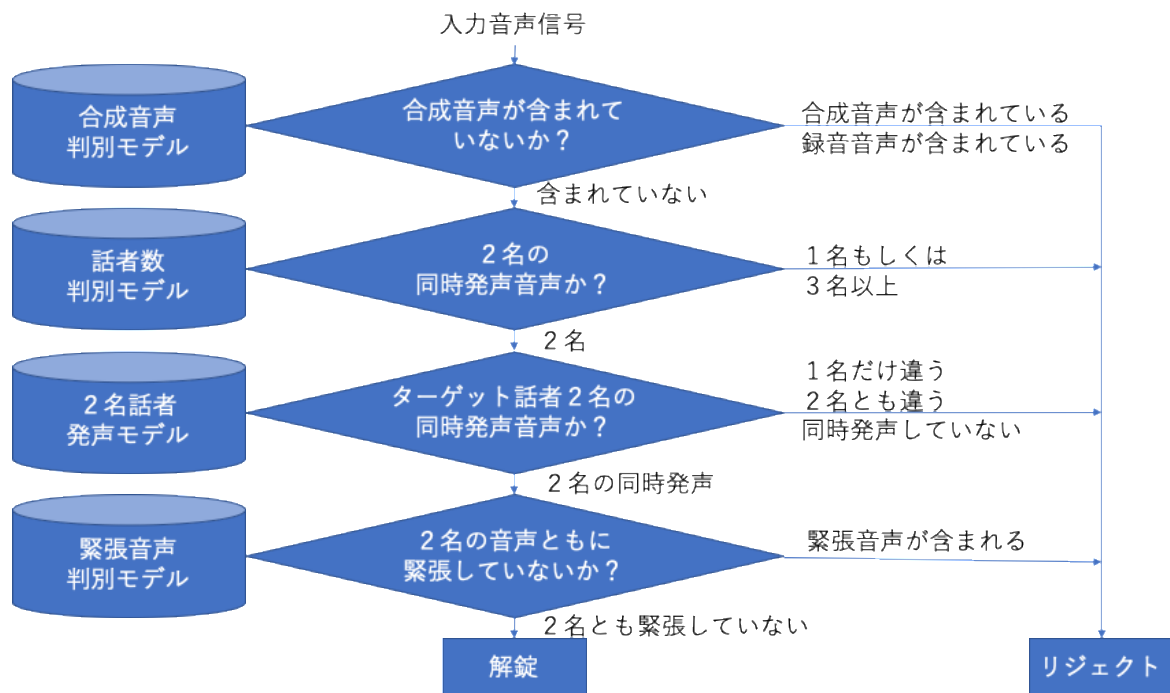 入力音声信号
合成音声
判別モデル
合成音声が含まれて
いないか？
合成音声が含まれている
録音音声が含まれている
含まれていない
話者数
判別モデル
２名の
同時発声音声か？
１名もしくは
３名以上
２名
２名話者
発声モデル
ターゲット話者２名の
同時発声音声か？
１名だけ違う
２名とも違う
同時発声していない
２名の同時発声
緊張音声
判別モデル
２名の音声ともに
緊張していないか？
緊張音声が含まれる
２名とも緊張していない
解錠
リジェクト